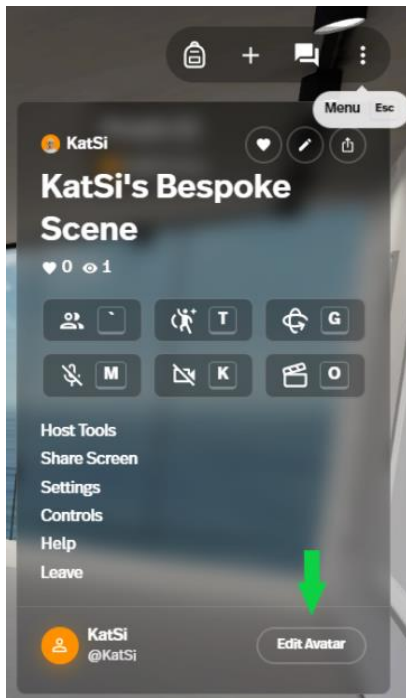 Menu Esc
KatSi
KatSi's Bespoke
Scene
0 1
` T G
M K O
Host Tools
Share Screen
Settings
Controls
Help
Leave
KatSi
@KatSi
Edit Avatar